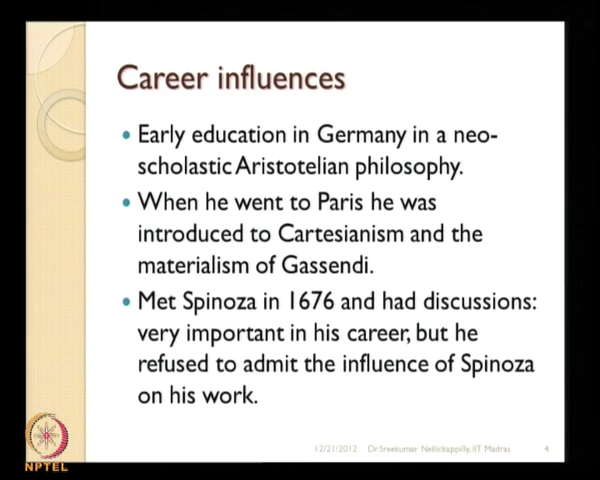 Career influences
• Early education in Germany in a neo-
scholastic Aristotelian philosophy.
• When he went to Paris he was
introduced to Cartesianism and the
materialism of Gassendi.
• Met Spinoza in 1676 and had discussions:
very important in his career, but he
refused to admit the influence of Spinoza
on his work.
12/21/2012 Dr.Sreekumar Nellickappilly, IIT Madras 4
NPTEL